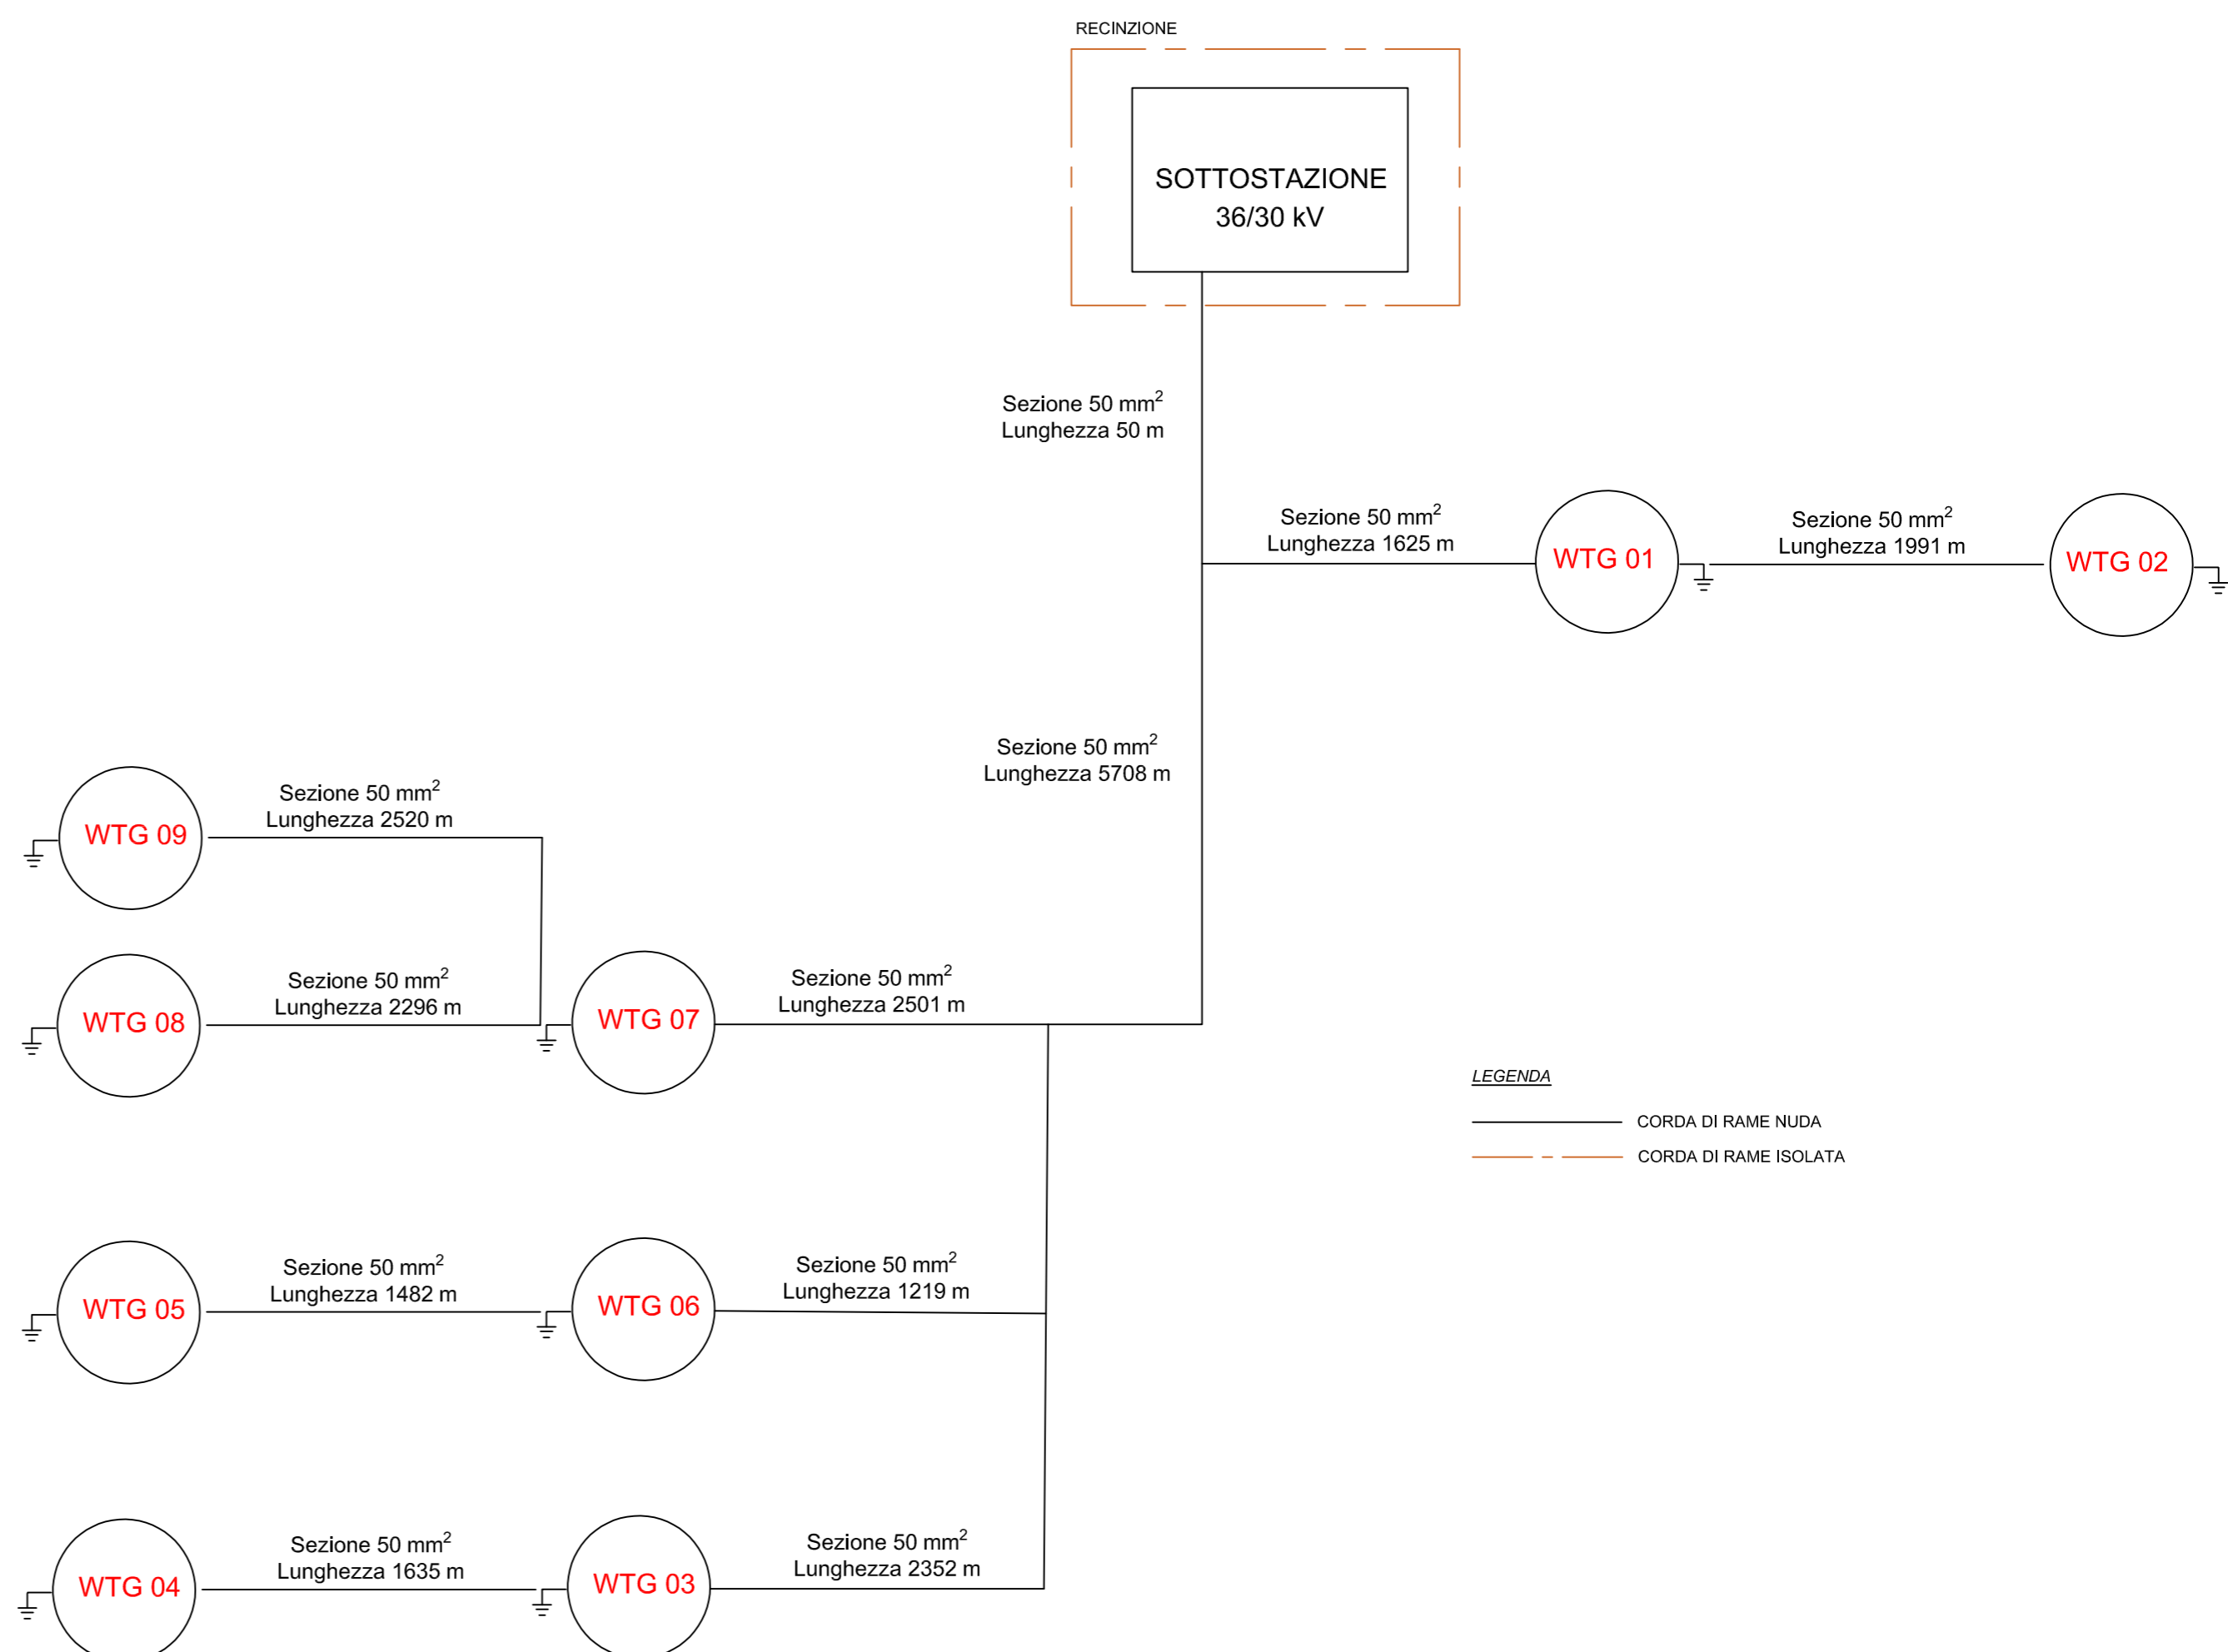 RECINZIONE
SOTTOSTAZIONE
36/30 kV
Sezione 50 mm²
Lunghezza 50 m
Sezione 50 mm²
Lunghezza 1625 m
WTG 01
Sezione 50 mm²
Lunghezza 1991 m
WTG 02
Sezione 50 mm²
Lunghezza 5708 m
WTG 09
Sezione 50 mm²
Lunghezza 2520 m
WTG 08
Sezione 50 mm²
Lunghezza 2296 m
WTG 07
Sezione 50 mm²
Lunghezza 2501 m
LEGENDA
CORDA DI RAME NUDA
CORDA DI RAME ISOLATA
WTG 05
Sezione 50 mm²
Lunghezza 1482 m
WTG 06
Sezione 50 mm²
Lunghezza 1219 m
WTG 04
Sezione 50 mm²
Lunghezza 1635 m
WTG 03
Sezione 50 mm²
Lunghezza 2352 m